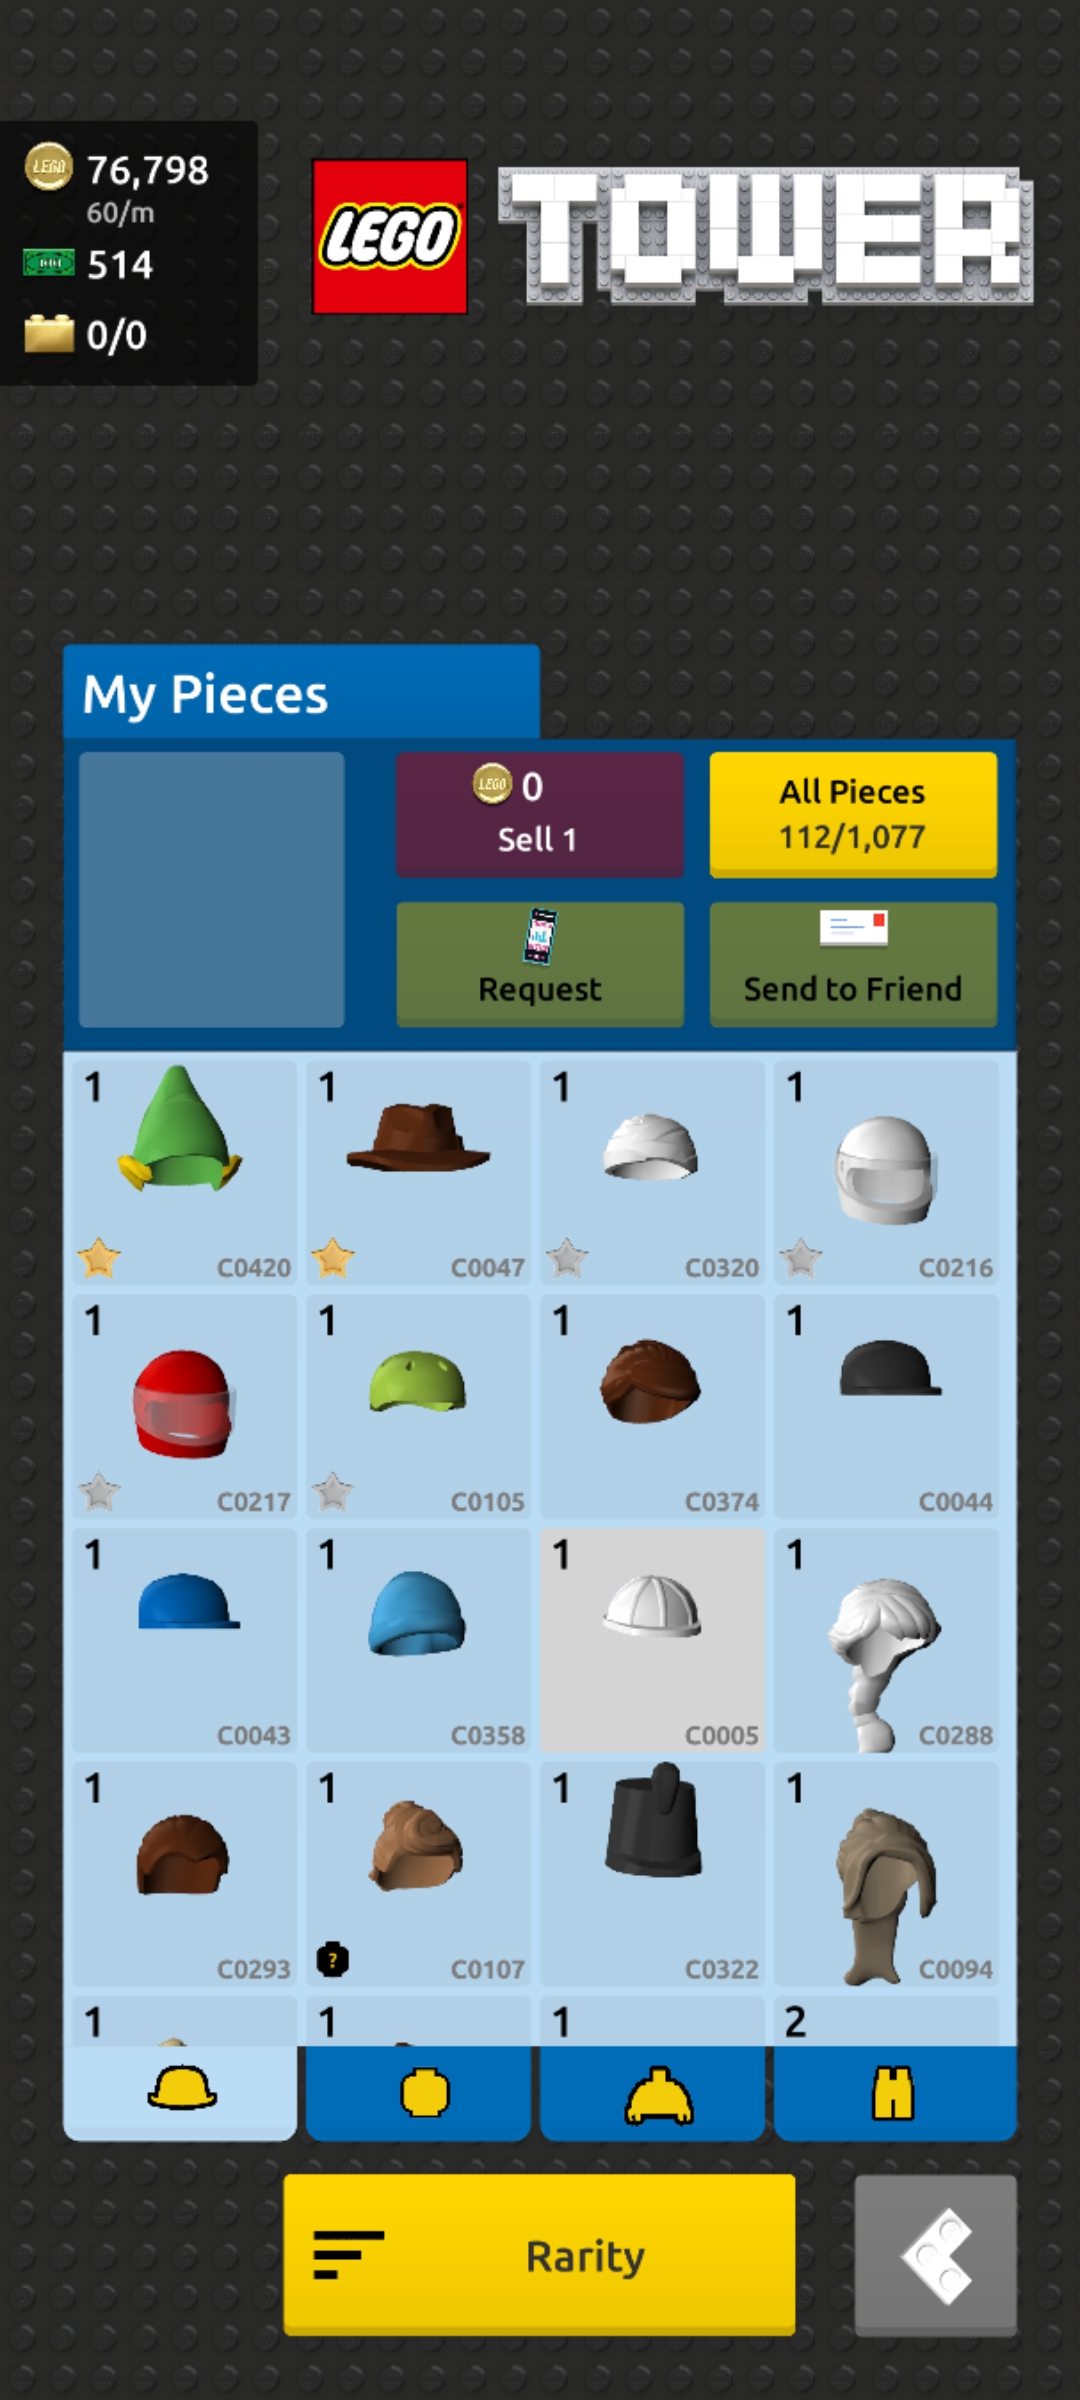 LEGO 76,798
60/m
514
0/0
LEGO TOWER
My Pieces
LEGO 0
Sell 1
All Pieces
112/1,077
Request
Send to Friend
1 1 1 1
C0420 C0047 C0320 C0216
1 1 1 1
C0217 C0105 C0374 C0044
1 1 1 1
C0043 C0358 C0005 C0288
1 1 1 1
? 
C0293 C0107 C0322 C0094
1 1 1 2
Rarity